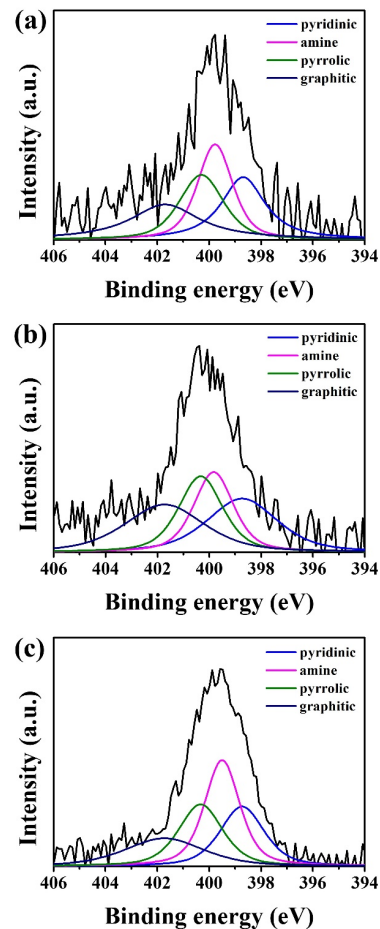 (a)
pyridinic
amine
pyrrolic
graphitic
Intensity (a.u.)
406 404 402 400 398 396 394
Binding energy (eV)
(b)
pyridinic
amine
pyrrolic
graphitic
Intensity (a.u.)
406 404 402 400 398 396 394
Binding energy (eV)
(c)
pyridinic
amine
pyrrolic
graphitic
Intensity (a.u.)
406 404 402 400 398 396 394
Binding energy (eV)